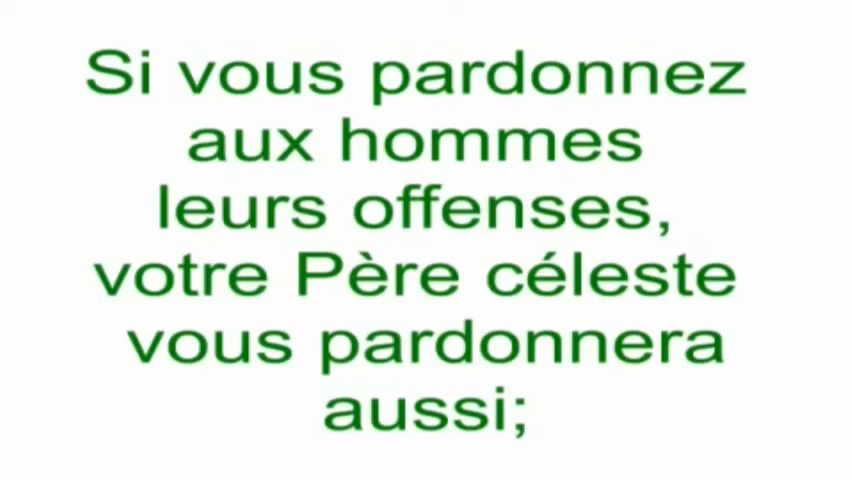 Si vous pardonnez
aux hommes
leurs offenses,
votre Père céleste
vous pardonnera
aussi;